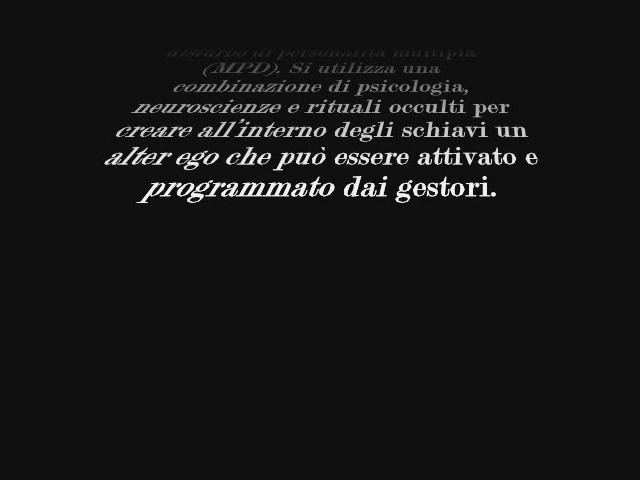 disturbo di personalità multipla
(MPD). Si utilizza una
combinazione di psicologia,
neuroscienze e rituali occulti per
creare all'interno degli schiavi un
alter ego che può essere attivato e
programmato dai gestori.